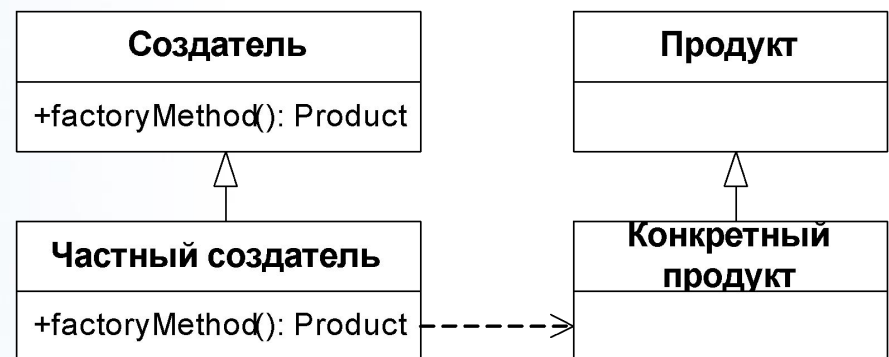 Создатель
+factoryMethod(): Product
Продукт
Частный создатель
+factoryMethod(): Product
Конкретный
продукт